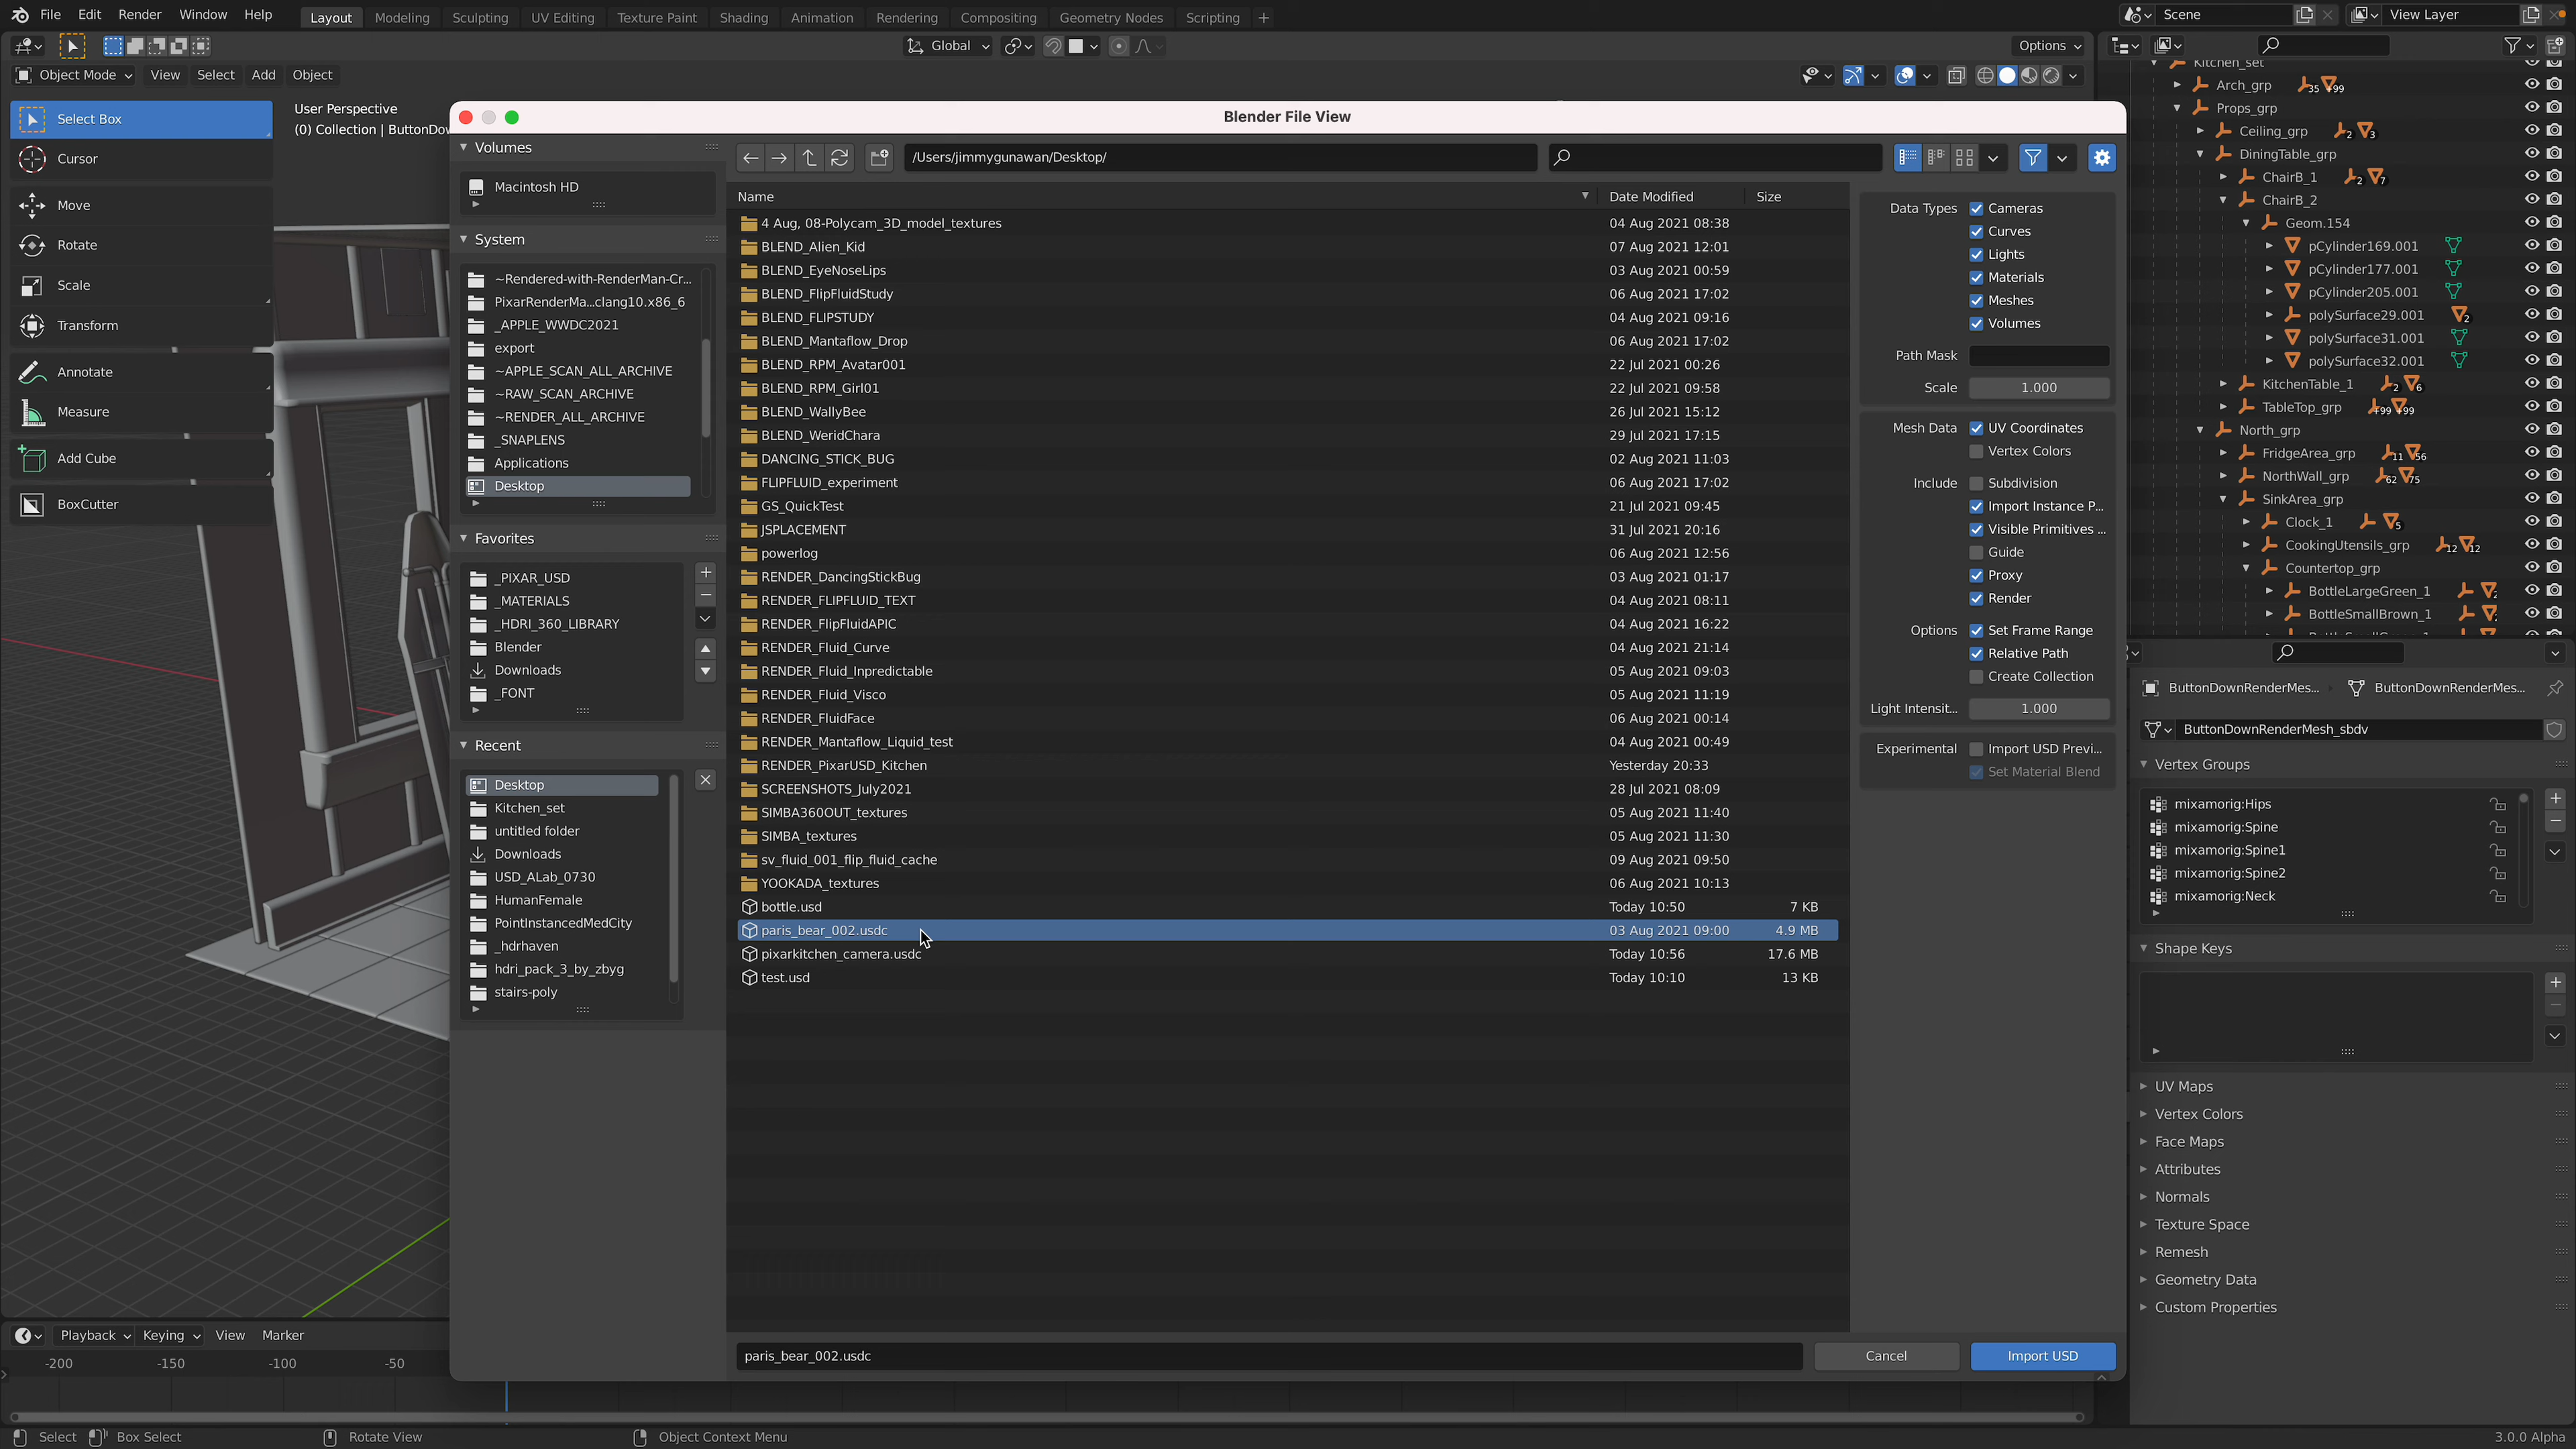 File Edit Render Window Help Layout Modeling Sculpting UV Editing Texture Paint Shading Animation Rendering Compositing Geometry Nodes Scripting Scene View Layer
Global Options
Object Mode View Select Add Object
Select Box
Cursor
Move
Rotate
Scale
Transform
Annotate
Measure
Add Cube
BoxCutter
User Perspective
(0) Collection | ButtonDow
Blender File View
Volumes
Macintosh HD
System
~Rendered-with-RenderMan-Cr...
PixarRenderMa...clang10.x86_6
_APPLE_WWDC2021
export
~APPLE_SCAN_ALL_ARCHIVE
~RAW_SCAN_ARCHIVE
~RENDER_ALL_ARCHIVE
_SNAPLENS
Applications
Desktop
Favorites
_PIXAR_USD
_MATERIALS
_HDRI_360_LIBRARY
Blender
Downloads
_FONT
Recent
Desktop
Kitchen_set
untitled folder
Downloads
USD_ALab_0730
HumanFemale
PointInstancedMedCity
_hdrhaven
hdri_pack_3_by_zbyg
stairs-poly
/Users/jimmygunawan/Desktop/
Name Date Modified Size
4 Aug, 08-Polycam_3D_model_textures 04 Aug 2021 08:38
BLEND_Alien_Kid 07 Aug 2021 12:01
BLEND_EyeNoseLips 03 Aug 2021 00:59
BLEND_FlipFluidStudy 06 Aug 2021 17:02
BLEND_FLIPSTUDY 04 Aug 2021 09:16
BLEND_Mantaflow_Drop 06 Aug 2021 17:02
BLEND_RPM_Avatar001 22 Jul 2021 00:26
BLEND_RPM_Girl01 22 Jul 2021 09:58
BLEND_WallyBee 26 Jul 2021 15:12
BLEND_WeridChara 29 Jul 2021 17:15
DANCING_STICK_BUG 02 Aug 2021 11:03
FLIPFLUID_experiment 06 Aug 2021 17:02
GS_QuickTest 21 Jul 2021 09:45
JSPLACEMENT 31 Jul 2021 20:16
powerlog 06 Aug 2021 12:56
RENDER_DancingStickBug 03 Aug 2021 01:17
RENDER_FLIPFLUID_TEXT 04 Aug 2021 08:11
RENDER_FlipFluidAPIC 04 Aug 2021 16:22
RENDER_Fluid_Curve 04 Aug 2021 21:14
RENDER_Fluid_Inpredictable 05 Aug 2021 09:03
RENDER_Fluid_Visco 05 Aug 2021 11:19
RENDER_FluidFace 06 Aug 2021 00:14
RENDER_Mantaflow_Liquid_test 04 Aug 2021 00:49
RENDER_PixarUSD_Kitchen Yesterday 20:33
SCREENSHOTS_July2021 28 Jul 2021 08:09
SIMBA360OUT_textures 05 Aug 2021 11:40
SIMBA_textures 05 Aug 2021 11:30
sv_fluid_001_flip_fluid_cache 09 Aug 2021 09:50
YOOKADA_textures 06 Aug 2021 10:13
bottle.usd Today 10:50 7 KB
paris_bear_002.usdc 03 Aug 2021 09:00 4.9 MB
pixarkitchen_camera.usdc Today 10:56 17.6 MB
test.usd Today 10:10 13 KB
paris_bear_002.usdc Cancel Import USD
Data Types Cameras
Curves
Lights
Materials
Meshes
Volumes
Path Mask
Scale 1.000
Mesh Data UV Coordinates
Vertex Colors
Include Subdivision
Import Instance P...
Visible Primitives ...
Guide
Proxy
Render
Options Set Frame Range
Relative Path
Create Collection
Light Intensit... 1.000
Experimental Import USD Previ...
Set Material Blend
Kitchen_set
Arch_grp 35 +99
Props_grp
Ceiling_grp 2 3
DiningTable_grp
ChairB_1 2 7
ChairB_2
Geom.154
pCylinder169.001
pCylinder177.001
pCylinder205.001
polySurface29.001 2
polySurface31.001
polySurface32.001
KitchenTable_1 2 6
TableTop_grp +99 +99
North_grp
FridgeArea_grp 11 56
NorthWall_grp 62 75
SinkArea_grp
Clock_1 5
CookingUtensils_grp 12 12
Countertop_grp
BottleLargeGreen_1
BottleSmallBrown_1
ButtonDownRenderMes... ButtonDownRenderMes...
ButtonDownRenderMesh_sbdv
Vertex Groups
mixamorig:Hips
mixamorig:Spine
mixamorig:Spine1
mixamorig:Spine2
mixamorig:Neck
Shape Keys
UV Maps
Vertex Colors
Face Maps
Attributes
Normals
Texture Space
Remesh
Geometry Data
Custom Properties
Playback Keying View Marker
-200 -150 -100 -50
Select Box Select Rotate View Object Context Menu 3.0.0 Alpha